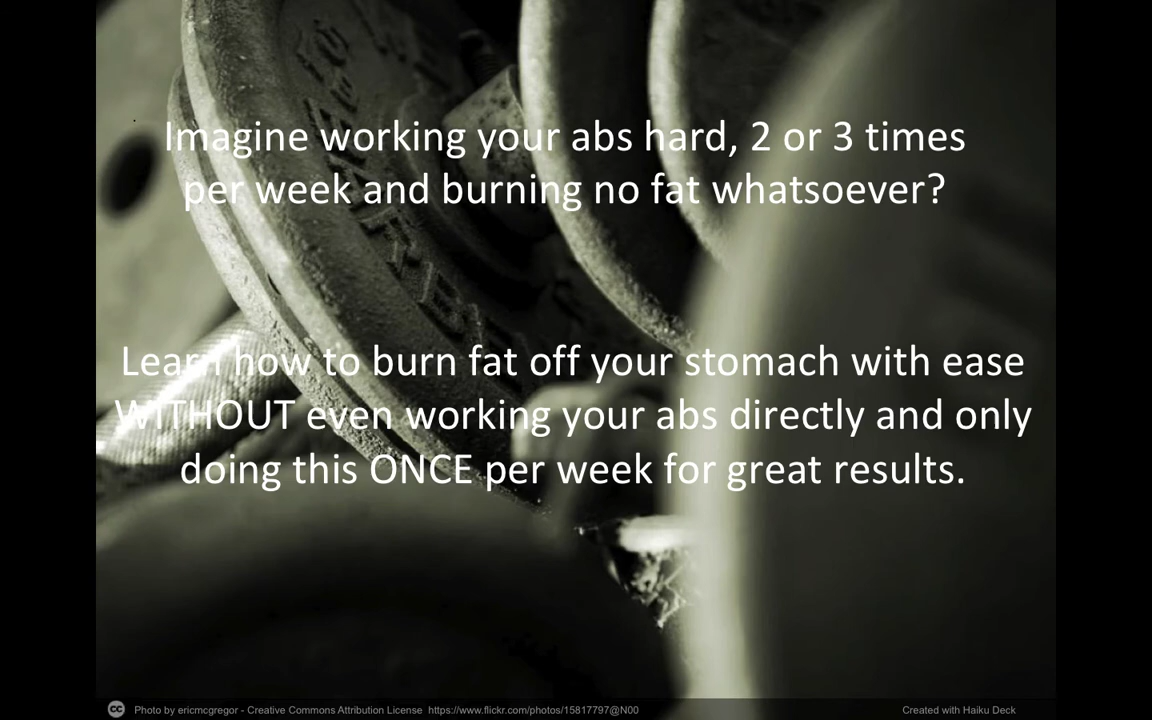 Imagine working your abs hard, 2 or 3 times
per week and burning no fat whatsoever?
Learn how to burn fat off your stomach with ease
WITHOUT even working your abs directly and only
doing this ONCE per week for great results.
cc Photo by ericmcgregor - Creative Commons Attribution License https://www.flickr.com/photos/15817797@N00 Created with Haiku Deck